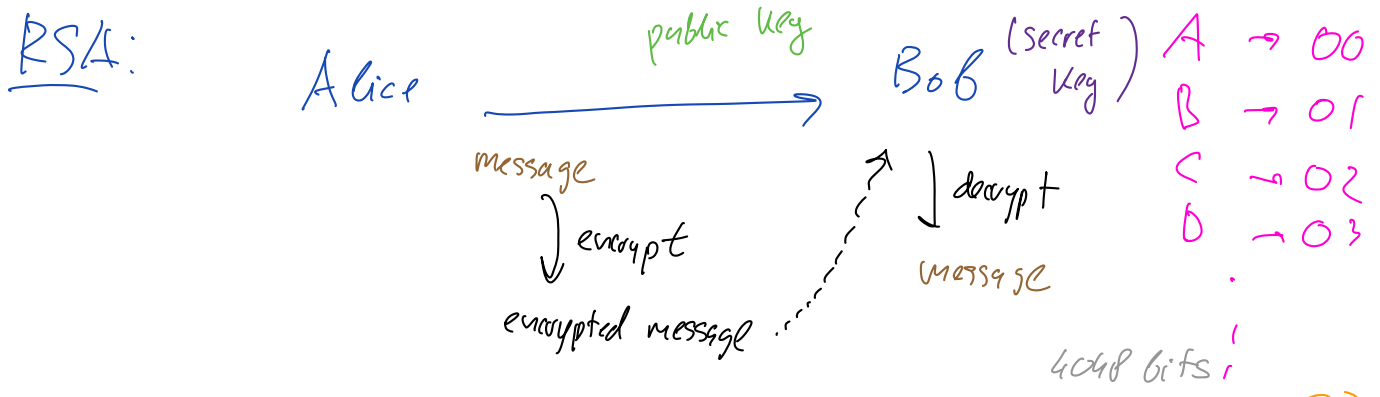 RSA:
Alice
public key
Bob
(secret
key)
message
encrypt
encrypted message
decrypt
message
A → 00
B → 01
C → 02
D → 03
4048 bits